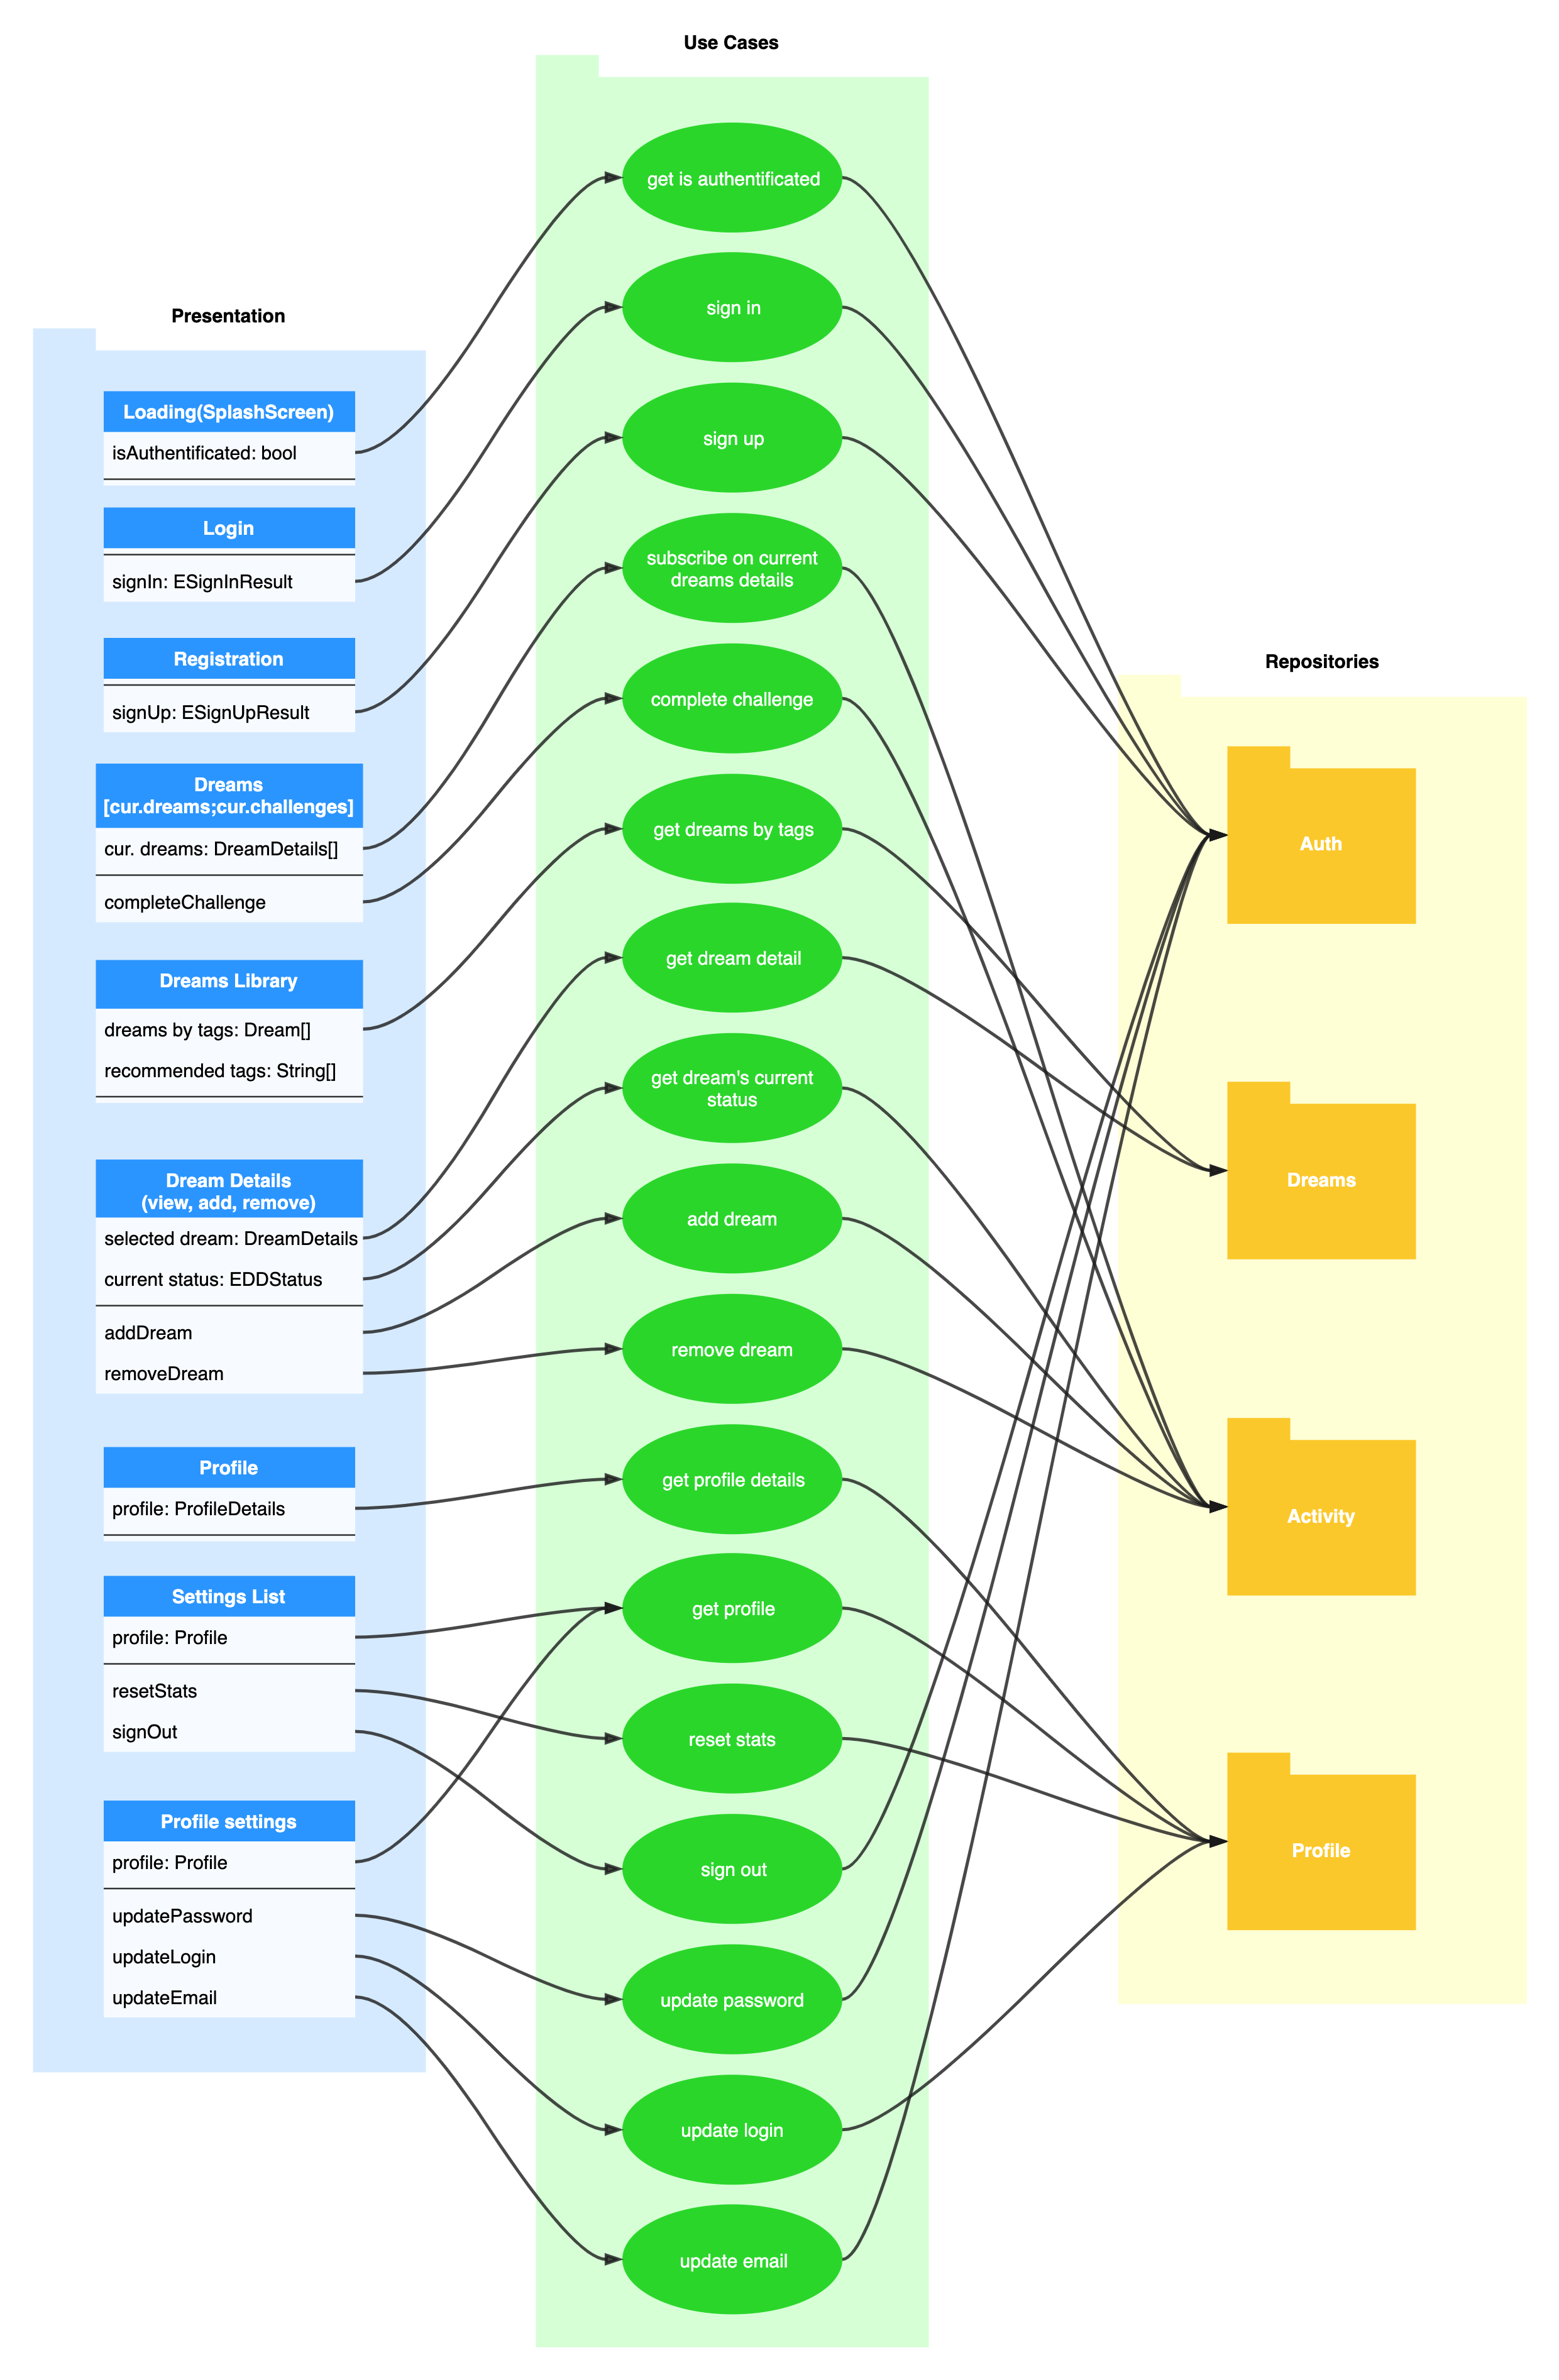 Use Cases
get is authentificated
sign in
sign up
subscribe on current
dreams details
complete challenge
get dreams by tags
get dream detail
get dream's current
status
add dream
remove dream
get profile details
get profile
reset stats
sign out
update password
update login
update email
Presentation
Loading(SplashScreen)
isAuthentificated: bool
Login
signIn: ESignInResult
Registration
signUp: ESignUpResult
Dreams
[cur.dreams;cur.challenges]
cur. dreams: DreamDetails[]
completeChallenge
Dreams Library
dreams by tags: Dream[]
recommended tags: String[]
Dream Details
(view, add, remove)
selected dream: DreamDetails
current status: EDDStatus
addDream
removeDream
Profile
profile: ProfileDetails
Settings List
profile: Profile
resetStats
signOut
Profile settings
profile: Profile
updatePassword
updateLogin
updateEmail
Repositories
Auth
Dreams
Activity
Profile